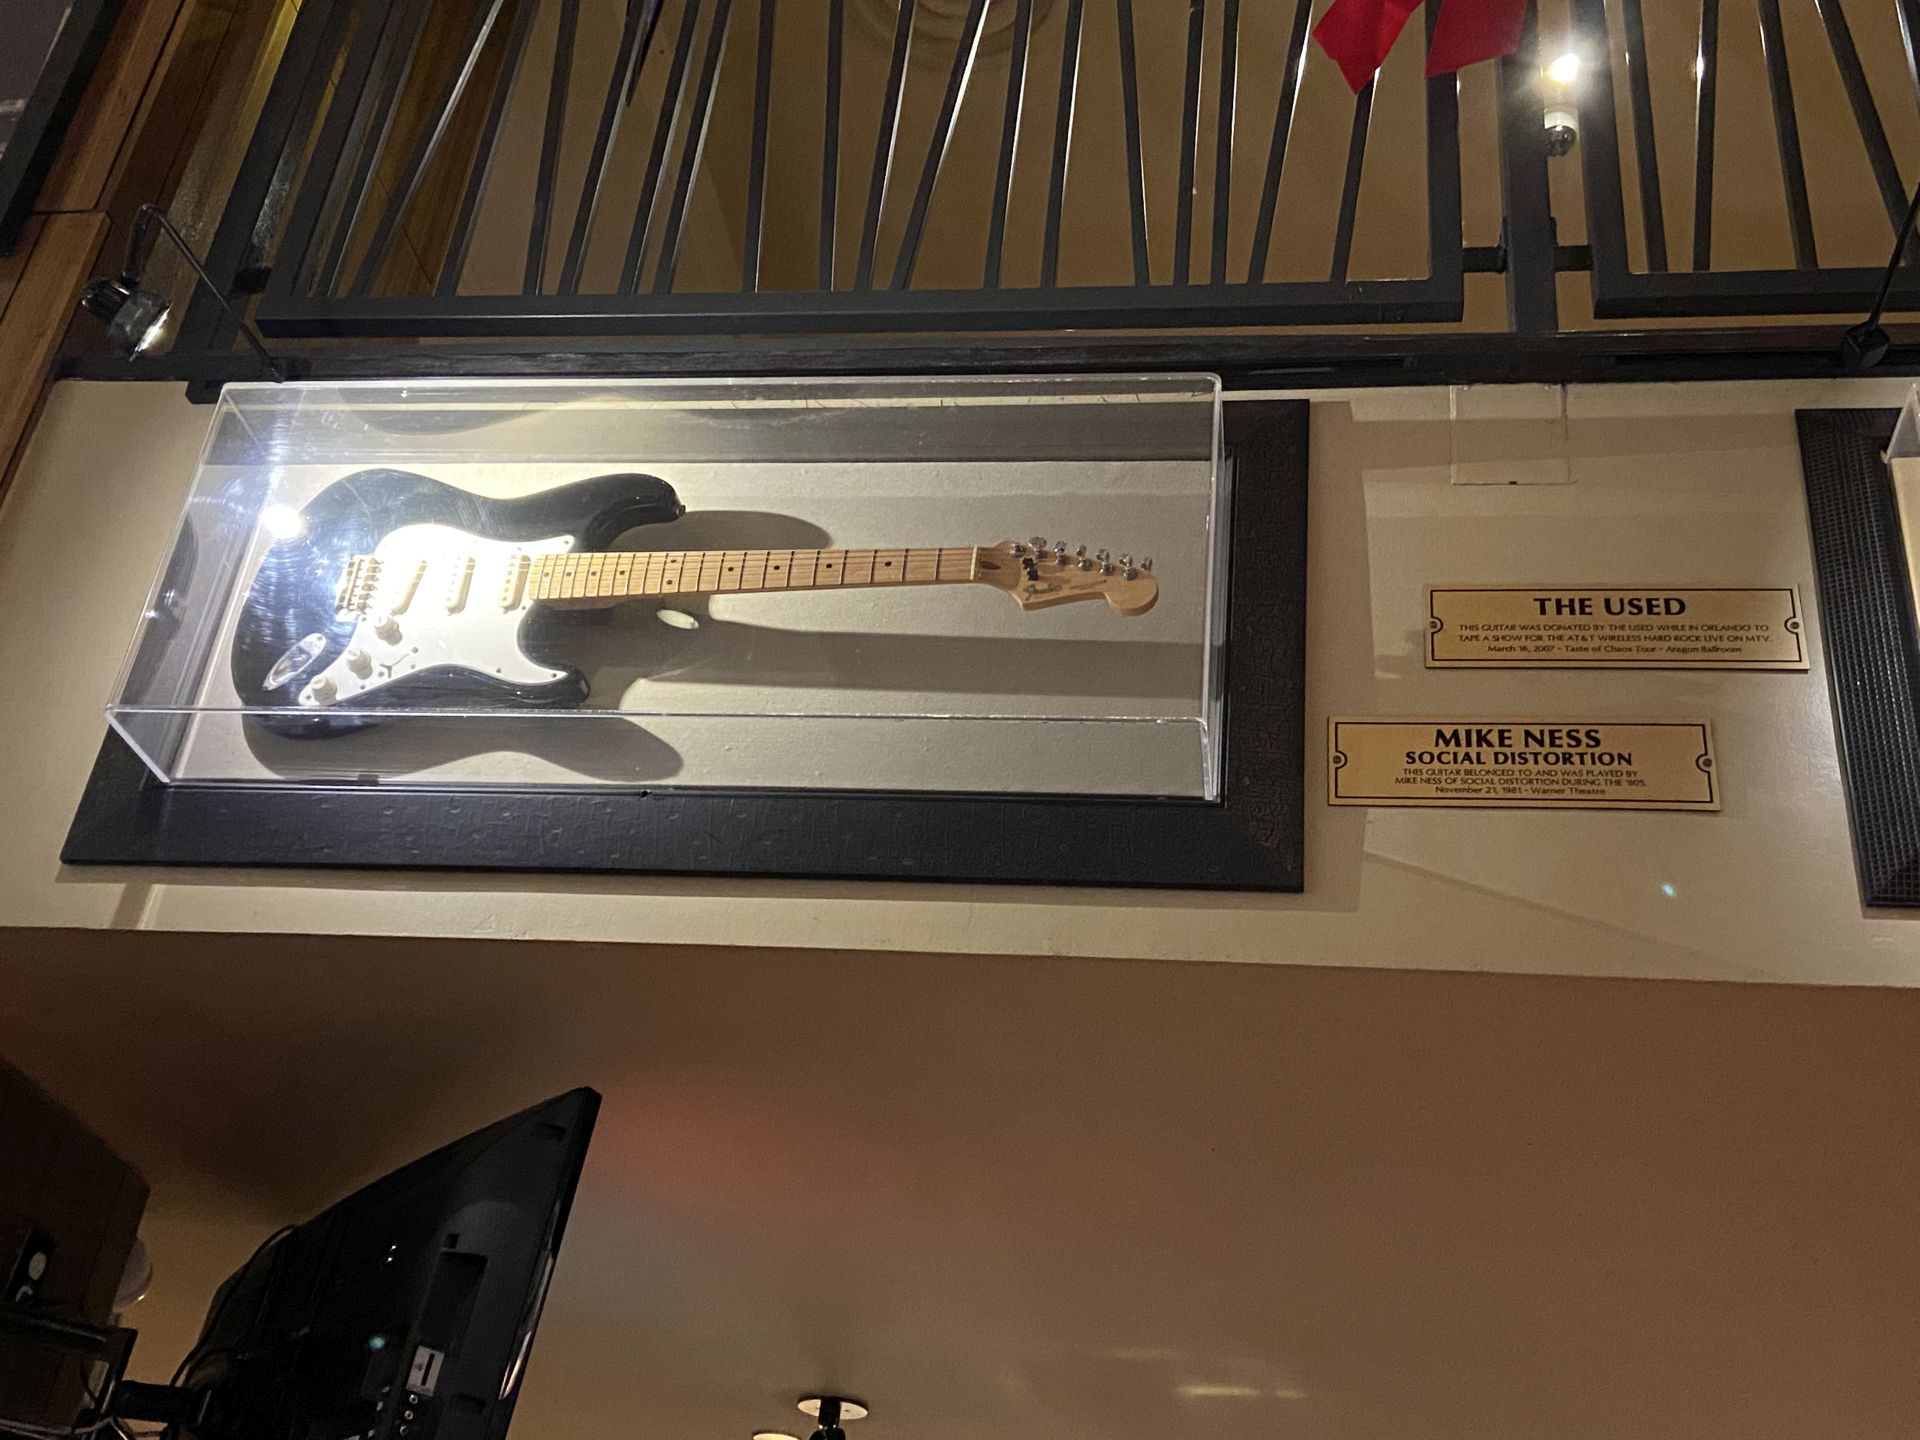 Fender
THE USED
THIS GUITAR WAS DONATED BY THE USED WHILE IN ORLANDO TO
TAPE A SHOW FOR THE AT&T WIRELESS HARD ROCK LIVE ON MTV.
March 16, 2007 - Taste of Chaos Tour - Aragon Ballroom
MIKE NESS
SOCIAL DISTORTION
THIS GUITAR BELONGED TO AND WAS PLAYED BY
MIKE NESS OF SOCIAL DISTORTION DURING THE '80S.
November 21, 1981 - Warner Theatre